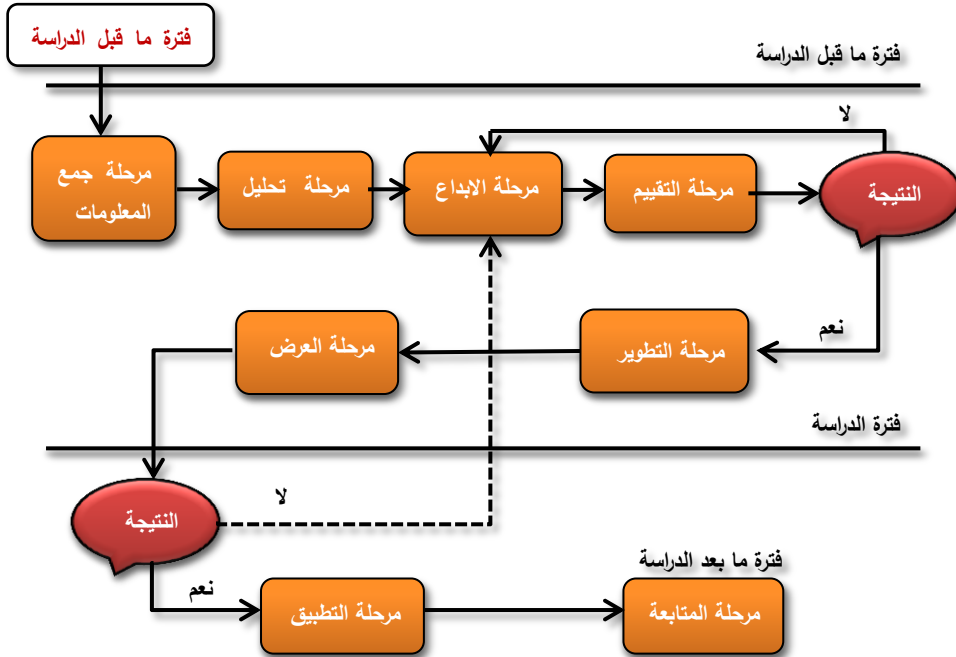 فترة ما قبل الدراسة
فترة ما قبل الدراسة
لا
مرحلة جمع
المعلومات
مرحلة تحليل
مرحلة الابداع
مرحلة التقييم
النتيجة
نعم
مرحلة التطوير
مرحلة العرض
فترة الدراسة
النتيجة
لا
نعم
فترة ما بعد الدراسة
مرحلة التطبيق
مرحلة المتابعة